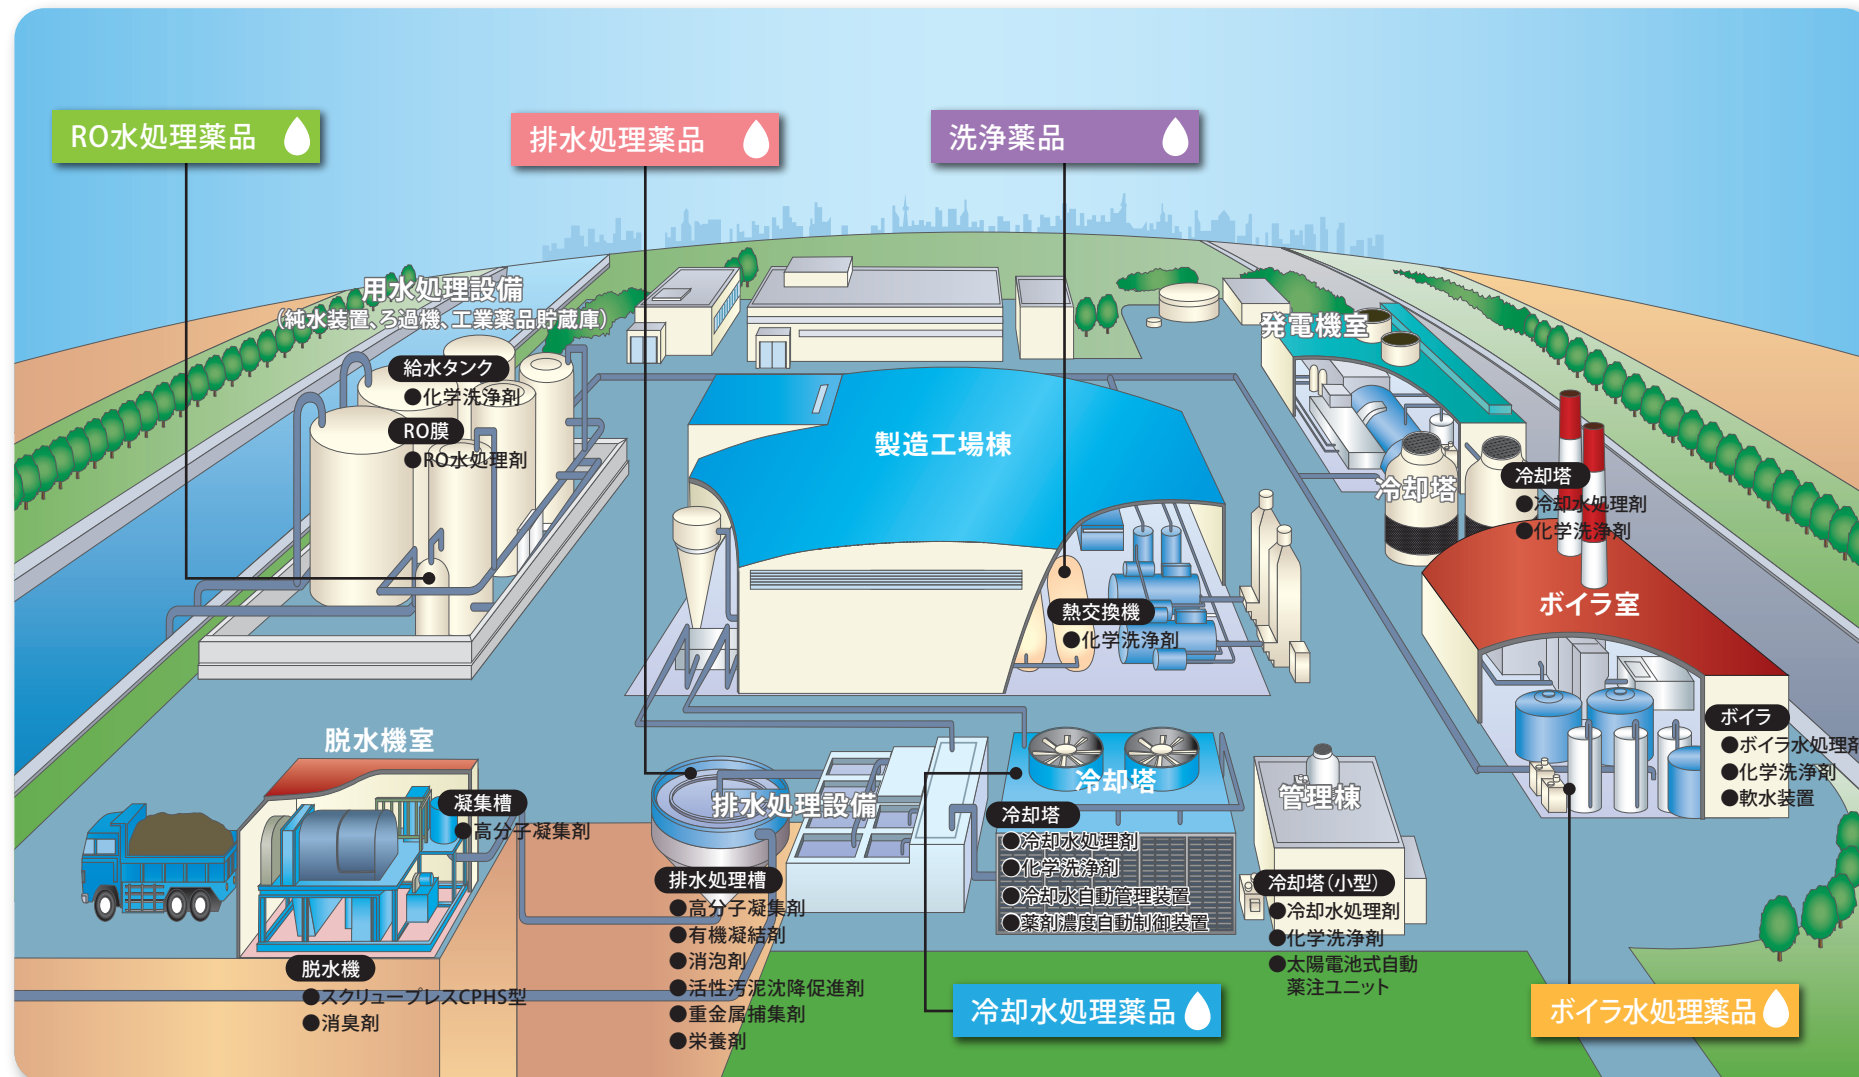 RO水処理薬品
排水処理薬品
洗浄薬品
用水処理設備
(純水装置、ろ過機、工業薬品貯蔵庫)
給水タンク
●化学洗浄剤
RO膜
●RO水処理剤
製造工場棟
熱交換機
●化学洗浄剤
発電機室
冷却塔
冷却塔
●冷却水処理剤
●化学洗浄剤
ボイラ室
ボイラ
●ボイラ水処理剤
●化学洗浄剤
●軟水装置
脱水機室
凝集槽
●高分子凝集剤
脱水機
●スクリュープレスCPHS型
●消臭剤
排水処理設備
排水処理槽
●高分子凝集剤
●有機凝結剤
●消泡剤
●活性汚泥沈降促進剤
●重金属捕集剤
●栄養剤
冷却塔
冷却塔
●冷却水処理剤
●化学洗浄剤
●冷却水自動管理装置
●薬剤濃度自動制御装置
管理棟
冷却塔(小型)
●冷却水処理剤
●化学洗浄剤
●太陽電池式自動
薬注ユニット
冷却水処理薬品
ボイラ水処理薬品